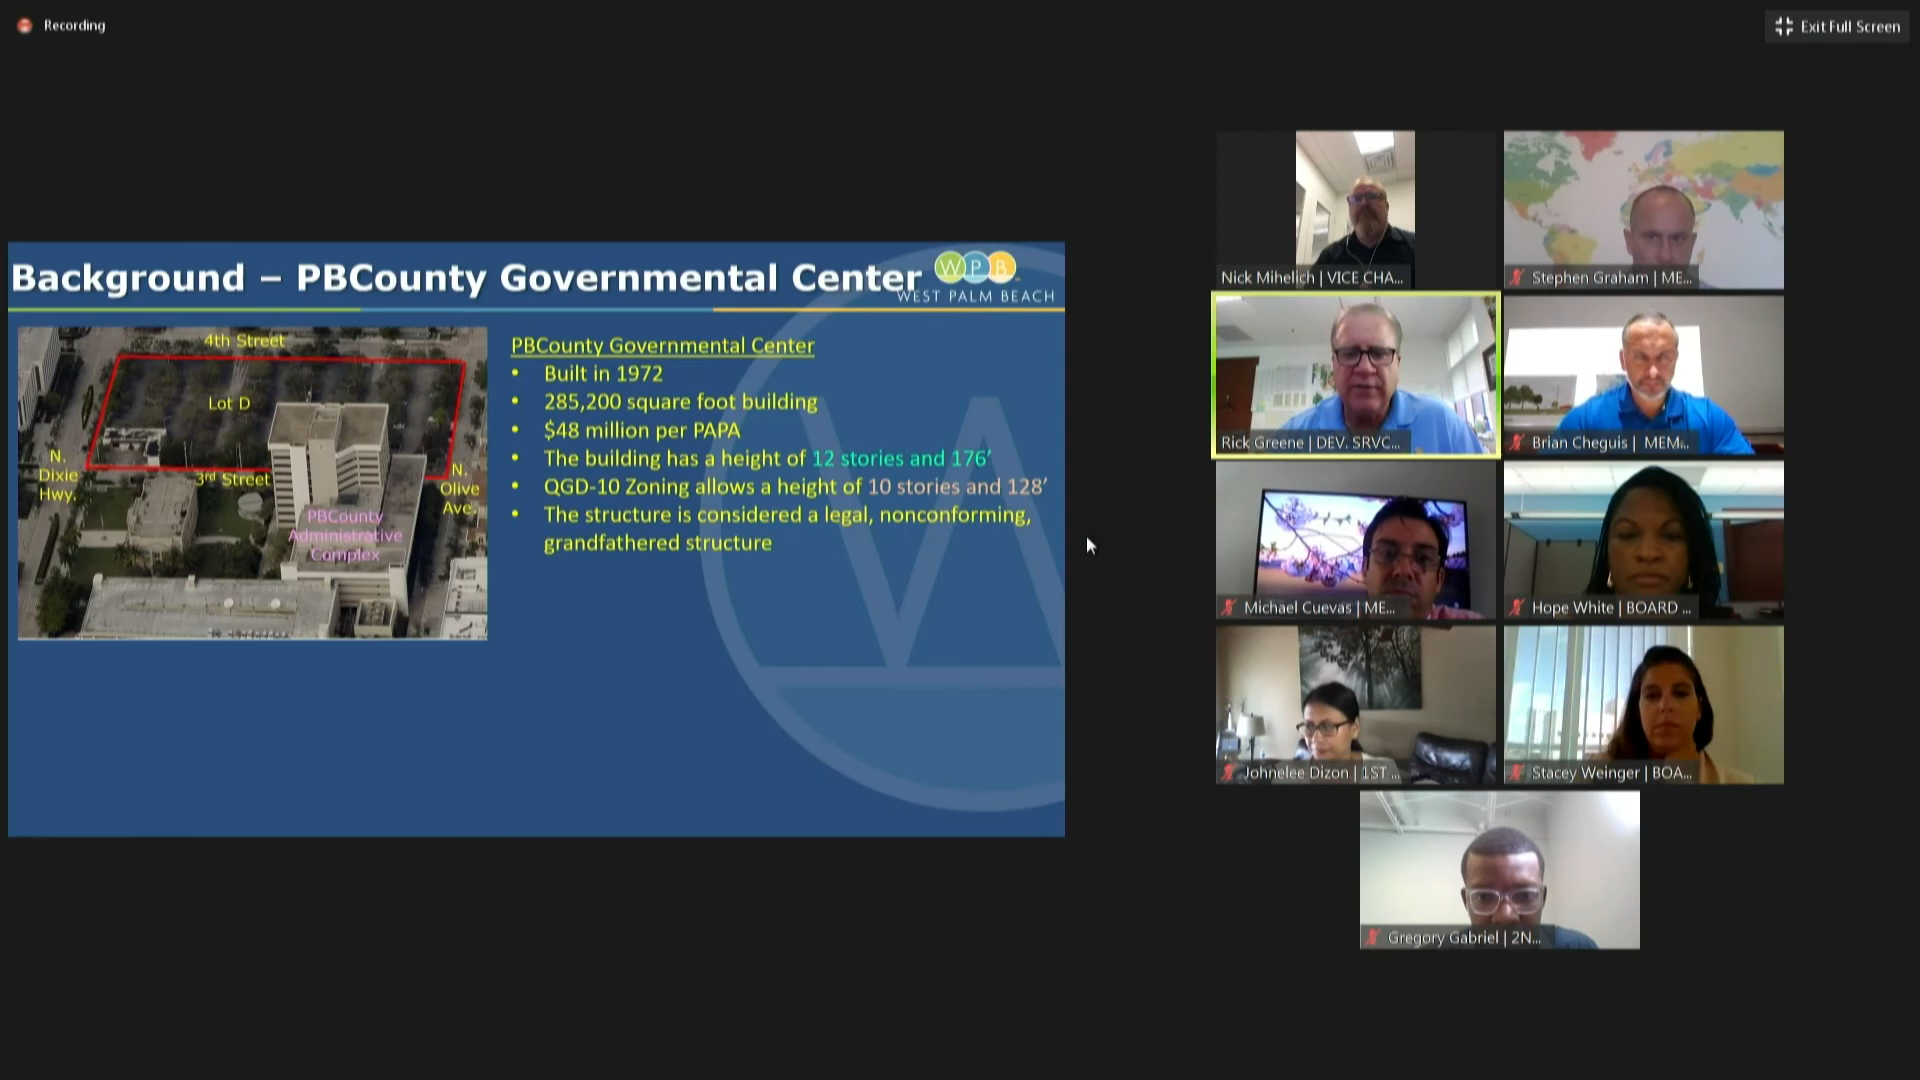 Recording
Exit Full Screen
Background – PBCounty Governmental Center
WPB
WEST PALM BEACH
4th Street
Lot D
N.
Dixie
Hwy.
3rd Street
N.
Olive
Ave.
PBCounty
Administrative
Complex
PBCounty Governmental Center
• Built in 1972
• 285,200 square foot building
• $48 million per PAPA
• The building has a height of 12 stories and 176’
• QGD-10 Zoning allows a height of 10 stories and 128’
• The structure is considered a legal, nonconforming,
grandfathered structure
Nick Mihelich | VICE CHA...
Stephen Graham | ME...
Rick Greene | DEV. SRVC...
Brian Cheguis | MEM...
Michael Cuevas | ME...
Hope White | BOARD ...
Johnelee Dizon | 1ST ...
Stacey Weinger | BOA...
Gregory Gabriel | 2N...